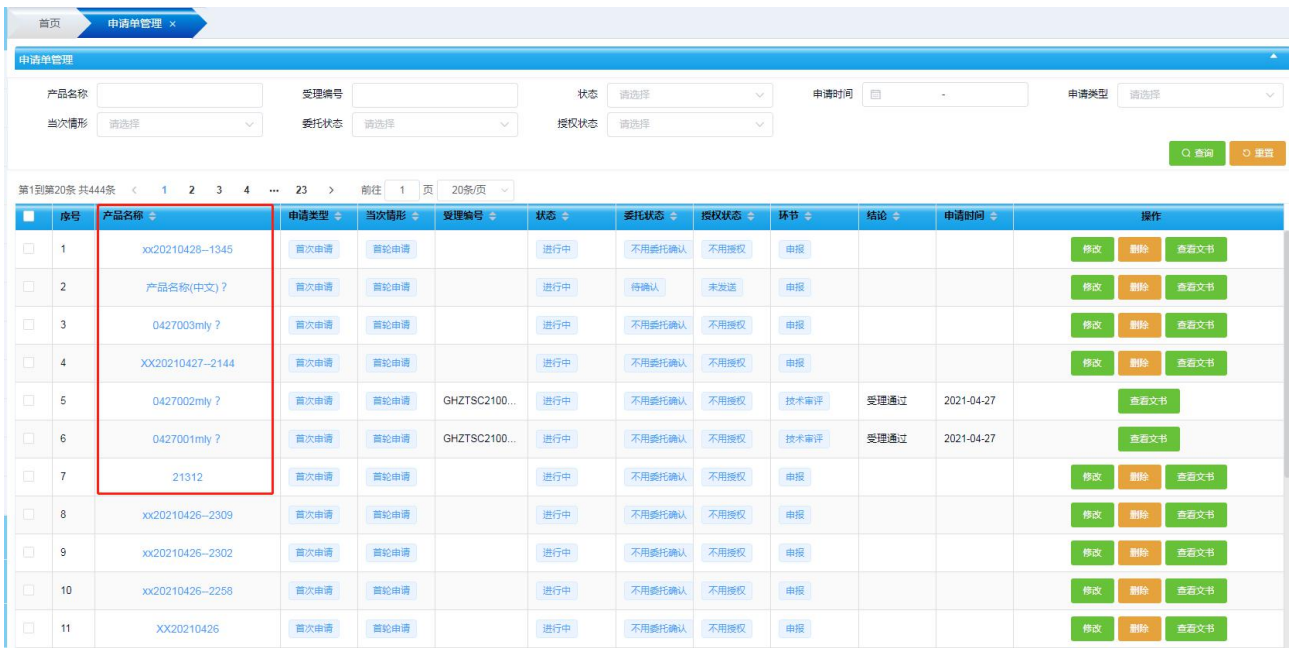 首页 申请单管理 ×
申请单管理
产品名称 受理编号 状态 请选择 申请时间 - 申请类型 请选择
当次情形 请选择 委托状态 请选择 授权状态 请选择
查询 重置
第1到第20条 共444条 < 1 2 3 4 ··· 23 > 前往 1 页 20条/页
序号 产品名称 申请类型 当次情形 受理编号 状态 委托状态 授权状态 环节 结论 申请时间 操作
1 xx20210428--1345 首次申请 首轮申请 进行中 不用委托确认 不用授权 申报 修改 删除 查看文书
2 产品名称(中文) ? 首次申请 首轮申请 进行中 待确认 未发送 申报 修改 删除 查看文书
3 0427003mly ? 首次申请 首轮申请 进行中 不用委托确认 不用授权 申报 修改 删除 查看文书
4 XX20210427--2144 首次申请 首轮申请 进行中 不用委托确认 不用授权 申报 修改 删除 查看文书
5 0427002mly ? 首次申请 首轮申请 GHZTSC2100... 进行中 不用委托确认 不用授权 技术审评 受理通过 2021-04-27 查看文书
6 0427001mly ? 首次申请 首轮申请 GHZTSC2100... 进行中 不用委托确认 不用授权 技术审评 受理通过 2021-04-27 查看文书
7 21312 首次申请 首轮申请 进行中 不用委托确认 不用授权 申报 修改 删除 查看文书
8 xx20210426--2309 首次申请 首轮申请 进行中 不用委托确认 不用授权 申报 修改 删除 查看文书
9 xx20210426--2302 首次申请 首轮申请 进行中 不用委托确认 不用授权 申报 修改 删除 查看文书
10 xx20210426--2258 首次申请 首轮申请 进行中 不用委托确认 不用授权 申报 修改 删除 查看文书
11 XX20210426 首次申请 首轮申请 进行中 不用委托确认 不用授权 申报 修改 删除 查看文书